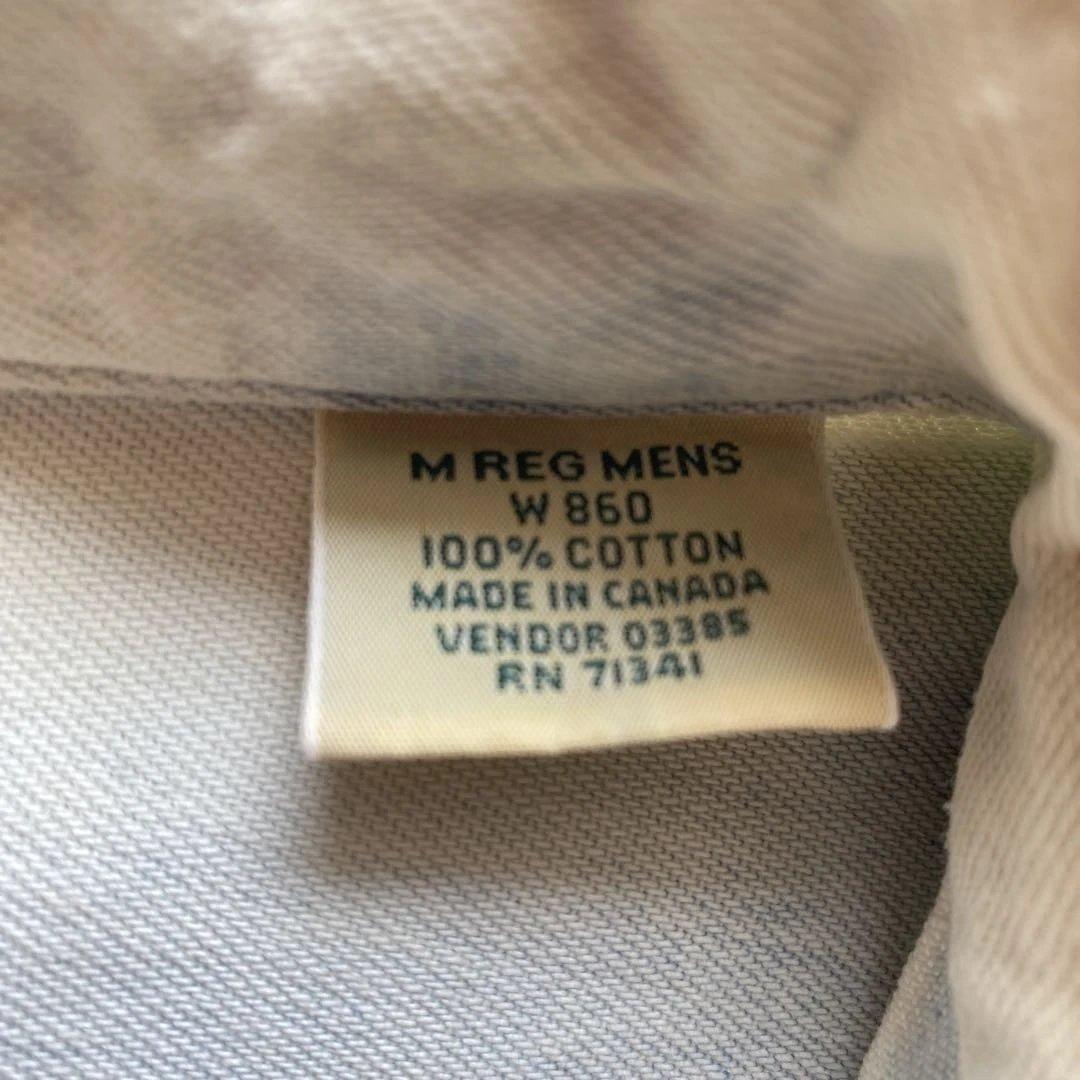 M REG MENS
W 860
100% COTTON
MADE IN CANADA
VENDOR 03385
RN 71341